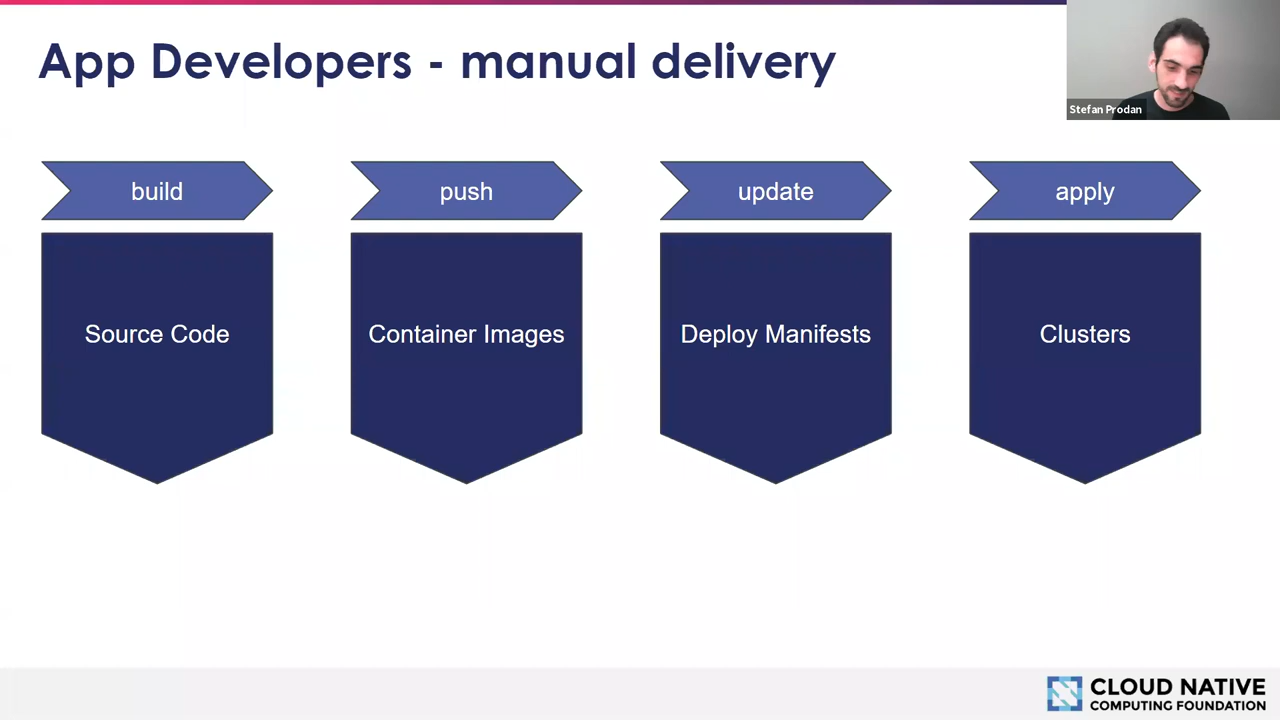 App Developers - manual delivery
Stefan Prodan
build
push
update
apply
Source Code
Container Images
Deploy Manifests
Clusters
CLOUD NATIVE
COMPUTING FOUNDATION